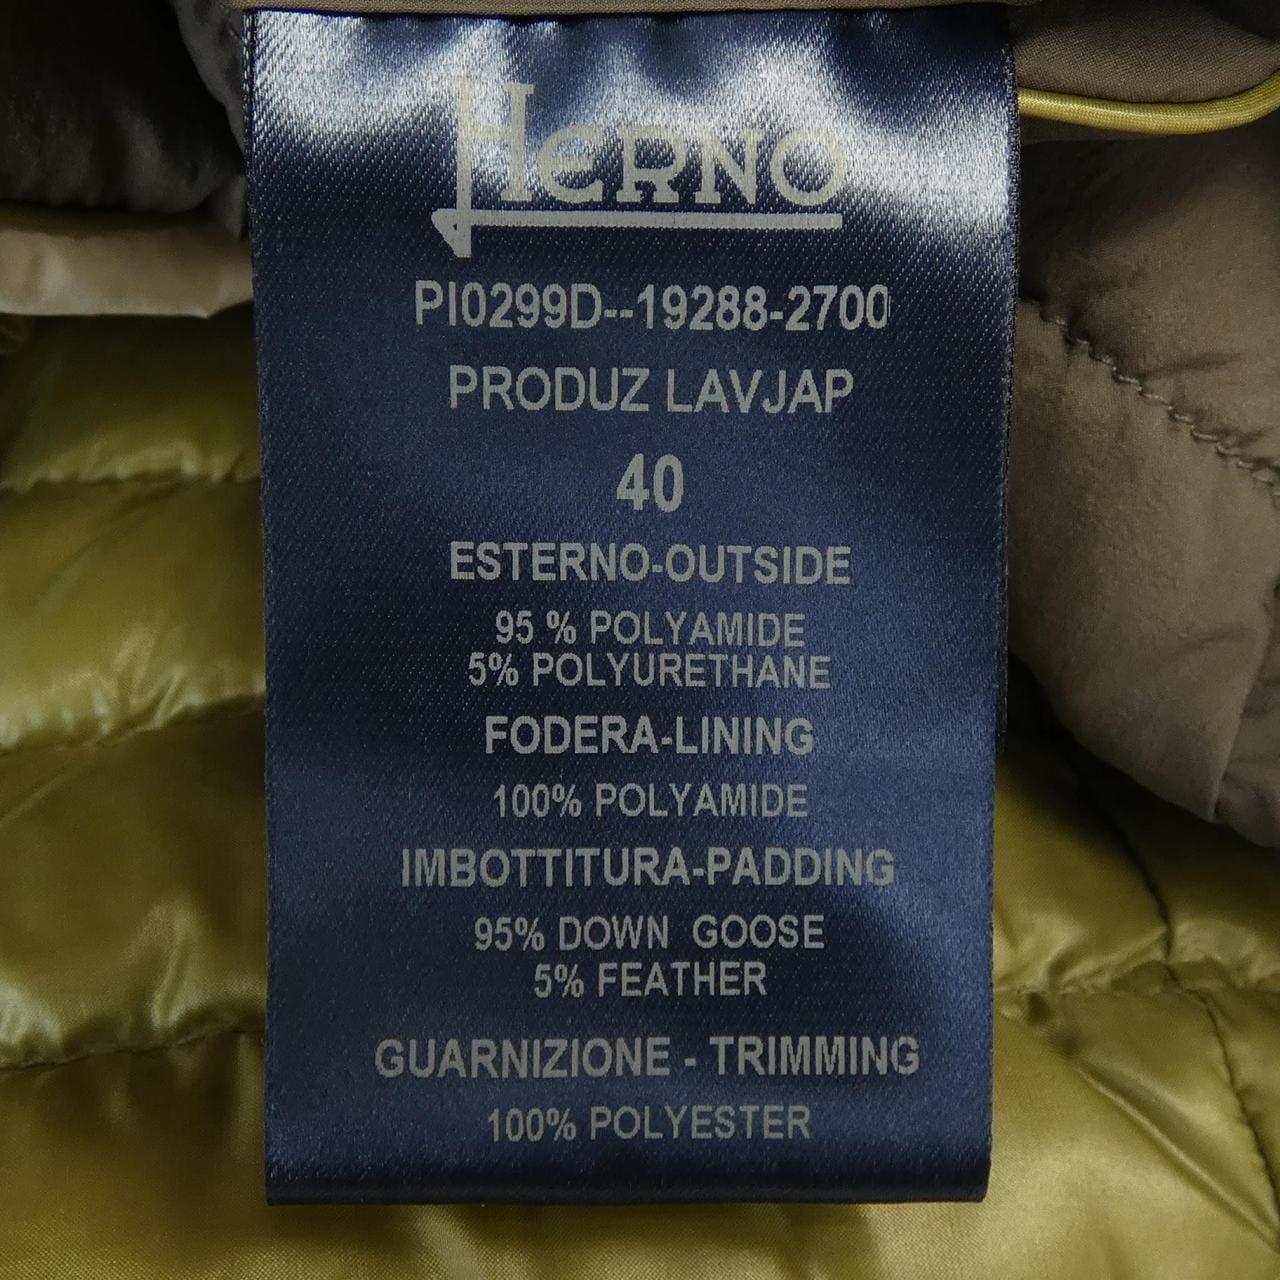 HERNO
PI0299D--19288-2700
PRODUZ LAVJAP
40
ESTERNO-OUTSIDE
95 % POLYAMIDE
5% POLYURETHANE
FODERA-LINING
100% POLYAMIDE
IMBOTTITURA-PADDING
95% DOWN GOOSE
5% FEATHER
GUARNIZIONE - TRIMMING
100% POLYESTER